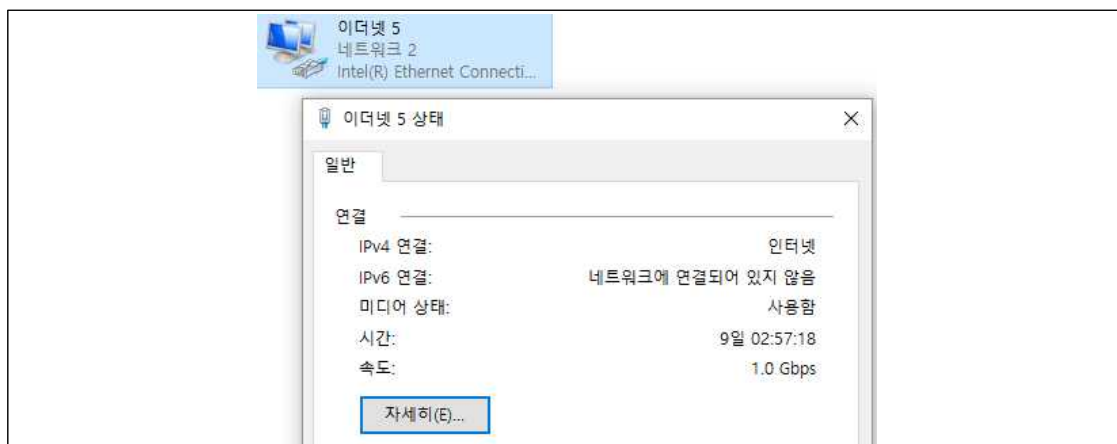 이더넷 5
네트워크 2
Intel(R) Ethernet Connecti...
이더넷 5 상태
일반
연결
IPv4 연결: 인터넷
IPv6 연결: 네트워크에 연결되어 있지 않음
미디어 상태: 사용함
시간: 9일 02:57:18
속도: 1.0 Gbps
자세히(E)...